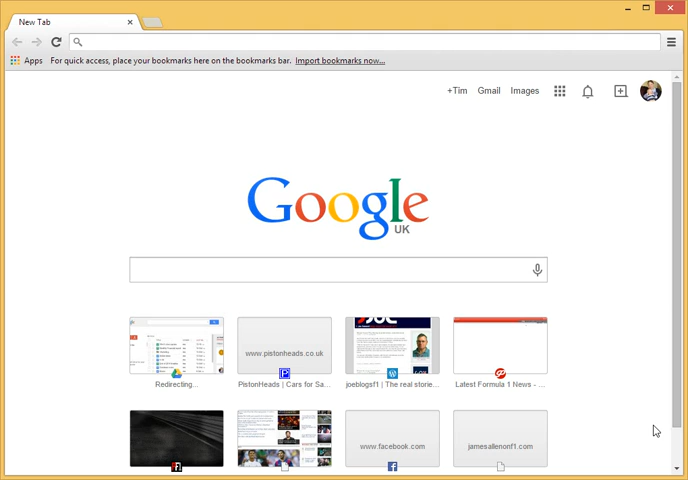 New Tab
Apps For quick access, place your bookmarks here on the bookmarks bar. Import bookmarks now...
+Tim Gmail Images
Google
UK
www.pistonheads.co.uk
Redirecting... PistonHeads | Cars for Sa... joeblogsf1 | The real storie... Latest Formula 1 News - ...
www.facebook.com jamesallenonf1.com